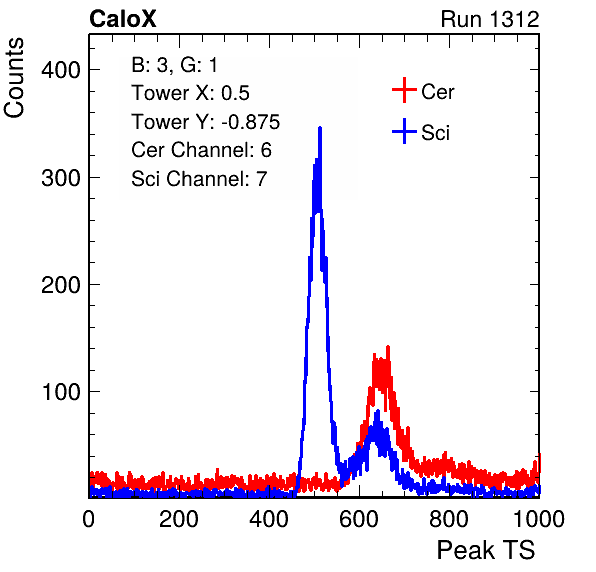 CaloX Run 1312
Counts
400
300
200
100
B: 3, G: 1
Tower X: 0.5
Tower Y: -0.875
Cer Channel: 6
Sci Channel: 7
Cer
Sci
0 200 400 600 800 1000
Peak TS